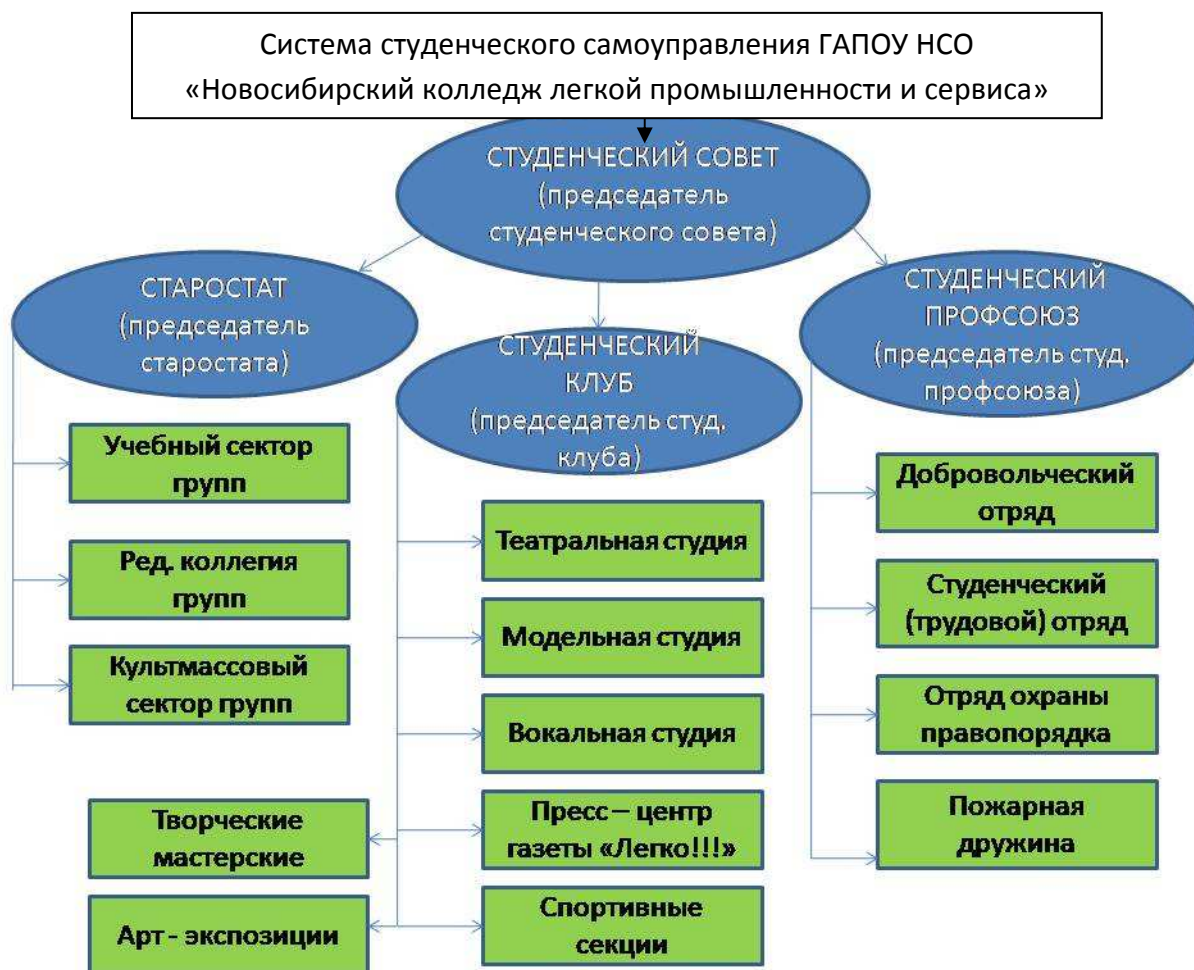 Система студенческого самоуправления ГАПОУ НСО
«Новосибирский колледж легкой промышленности и сервиса»
СТУДЕНЧЕСКИЙ СОВЕТ
(председатель
студенческого совета)
СТАРОСТАТ
(председатель
старостата)
СТУДЕНЧЕСКИЙ
КЛУБ
(председатель студ.
клуба)
СТУДЕНЧЕСКИЙ
ПРОФСОЮЗ
(председатель студ.
профсоюза)
Учебный сектор
групп
Ред. коллегия
групп
Культмассовый
сектор групп
Театральная студия
Модельная студия
Вокальная студия
Пресс – центр
газеты «Легко!!!»
Спортивные
секции
Творческие
мастерские
Арт - экспозиции
Добровольческий
отряд
Студенческий
(трудовой) отряд
Отряд охраны
правопорядка
Пожарная
дружина